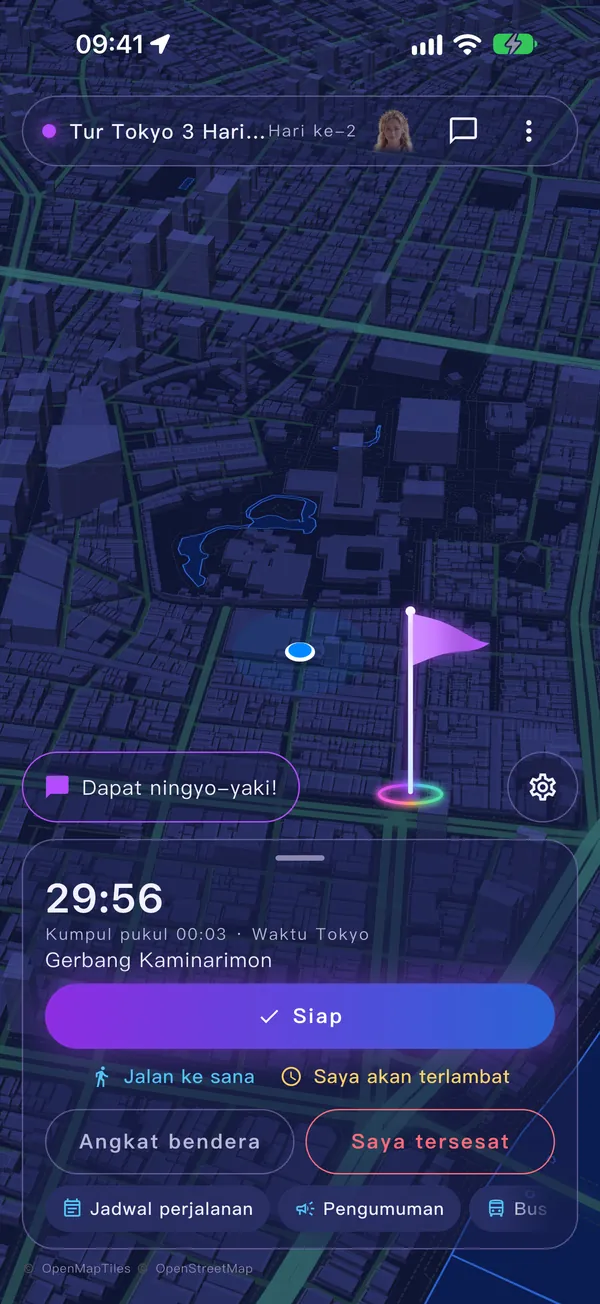 09:41
Tur Tokyo 3 Hari... Hari ke-2
Dapat ningyo-yaki!
29:56
Kumpul pukul 00:03 · Waktu Tokyo
Gerbang Kaminarimon
Siap
Jalan ke sana
Saya akan terlambat
Angkat bendera
Saya tersesat
Jadwal perjalanan
Pengumuman
Bus
© OpenMapTiles © OpenStreetMap